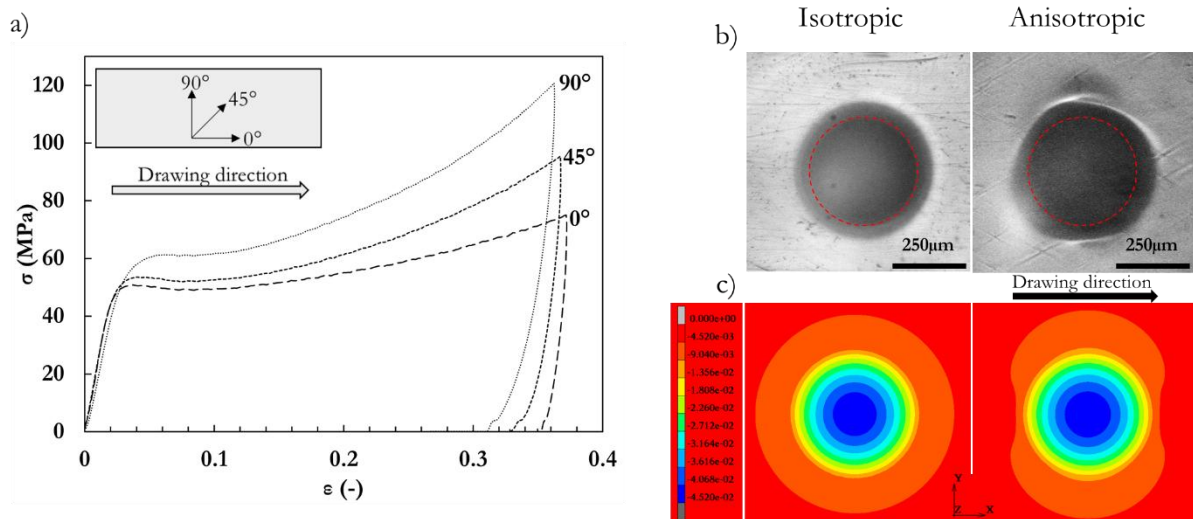 a)
σ (MPa)
120
100
80
60
40
20
0
0
0.1
0.2
0.3
0.4
ε (-)
90°
45°
0°
Drawing direction
90°
45°
0°
Isotropic
Anisotropic
b)
250μm
250μm
Drawing direction
c)
0.000e+00
-4.520e-03
-9.040e-03
-1.356e-02
-1.808e-02
-2.260e-02
-2.712e-02
-3.164e-02
-3.616e-02
-4.068e-02
-4.520e-02
Y
Z
X